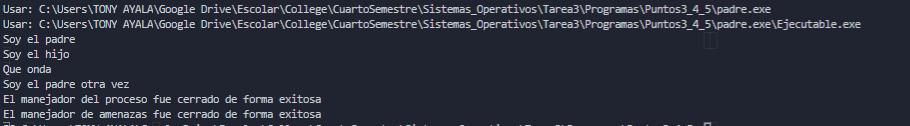 Usar: C:\Users\TONY AYALA\Google Drive\Escolar\College\CuartoSemestre\Sistemas_Operativos\Tarea3\Programas\Puntos3_4_5\padre.exe
Usar: C:\Users\TONY AYALA\Google Drive\Escolar\College\CuartoSemestre\Sistemas_Operativos\Tarea3\Programas\Puntos3_4_5\padre.exe\Ejecutable.exe
Soy el padre
Soy el hijo
Que onda
Soy el padre otra vez
El manejador del proceso fue cerrado de forma exitosa
El manejador de amenazas fue cerrado de forma exitosa